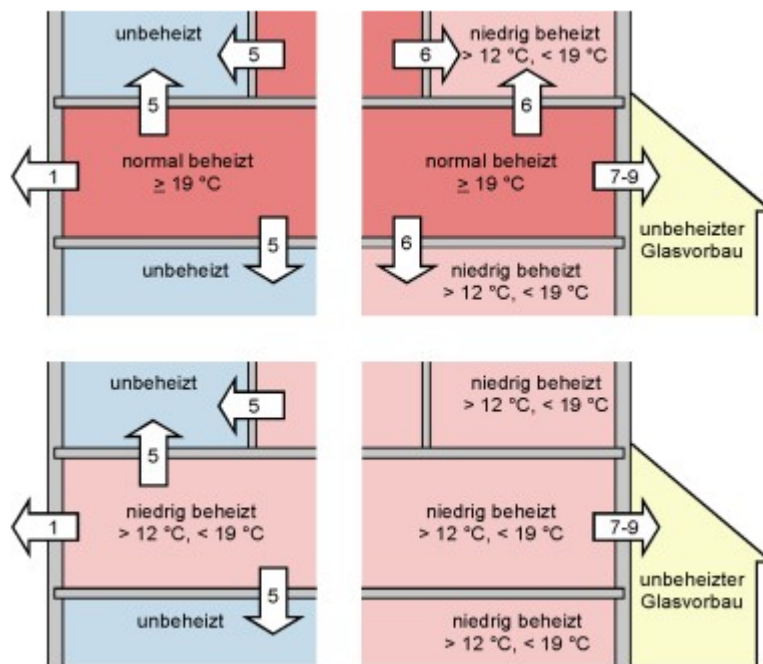 unbeheizt
5
5
1
normal beheizt
≥ 19 °C
5
unbeheizt
6
niedrig beheizt
> 12 °C, < 19 °C
6
normal beheizt
≥ 19 °C
7-9
unbeheizter
Glasvorbau
6
niedrig beheizt
> 12 °C, < 19 °C
unbeheizt
5
5
1
niedrig beheizt
> 12 °C, < 19 °C
5
unbeheizt
niedrig beheizt
> 12 °C, < 19 °C
niedrig beheizt
> 12 °C, < 19 °C
7-9
unbeheizter
Glasvorbau
niedrig beheizt
> 12 °C, < 19 °C